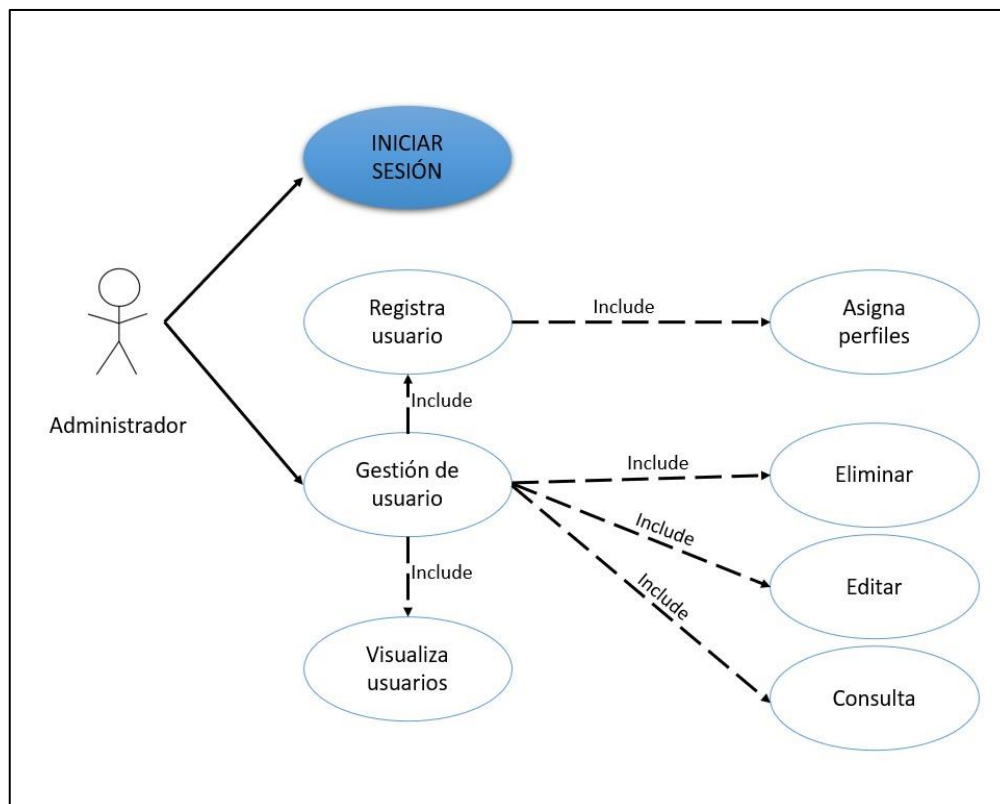 INICIAR
SESIÓN
Registra
usuario
Include
Asigna
perfiles
Include
Administrador
Gestión de
usuario
Include
Eliminar
Include
Editar
Include
Include
Visualiza
usuarios
Consulta